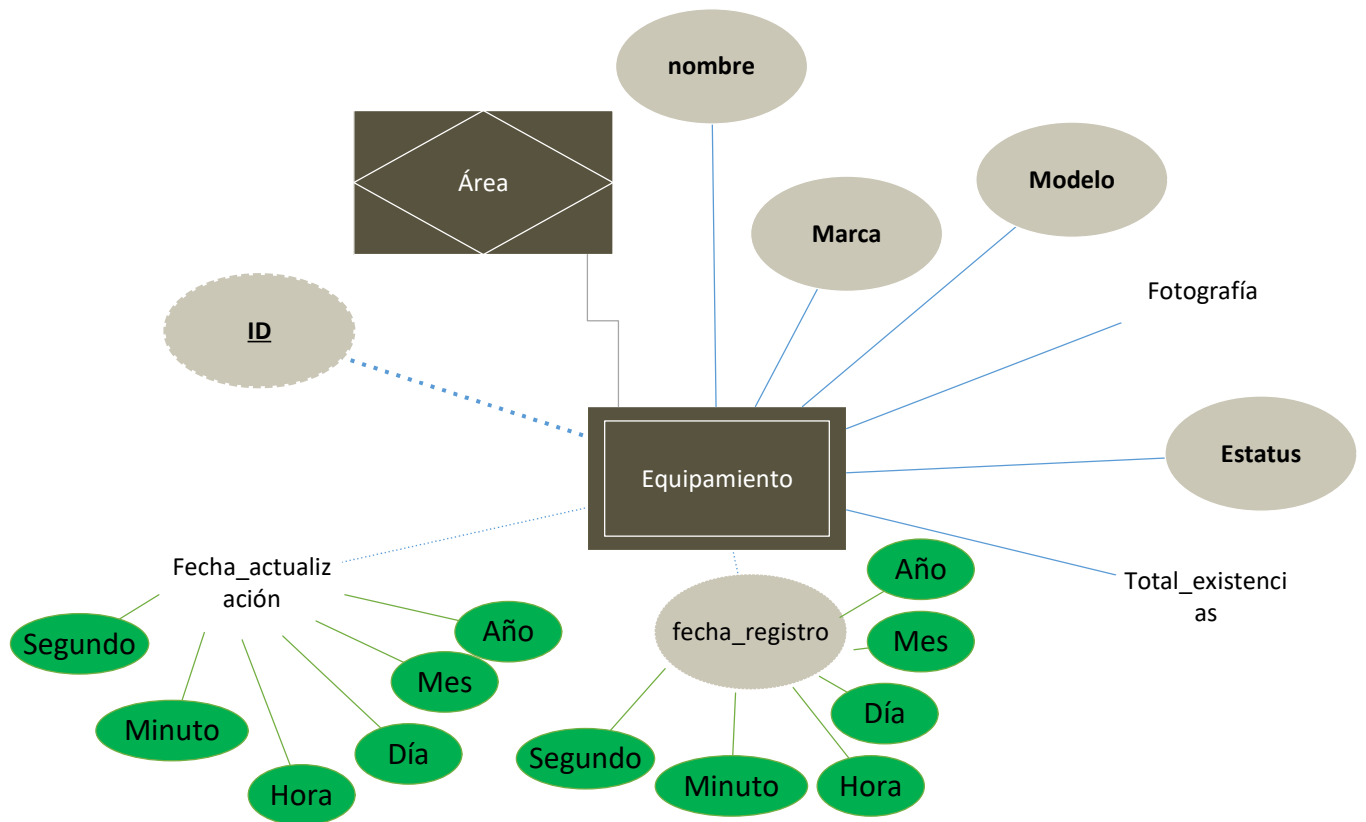 nombre
Área
Modelo
Marca
Fotografía
ID
Estatus
Equipamiento
Fecha_actualiz
ación
Total_existenci
as
Año
fecha_registro
Segundo
Año
Mes
Mes
Día
Minuto
Día
Segundo
Hora
Minuto
Hora